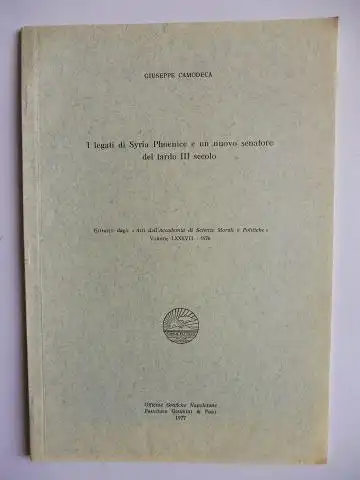 GIUSEPPE CAMODECA
I legati di Syria Phoenice e un nuovo senatore
del tardo III secolo
Estratto dagli « Atti dell'Accademia di Scienze Morali e Politiche »
Volume LXXXVII - 1976
Officine Grafiche Napoletane
Francesco Giannini & Figli
1977